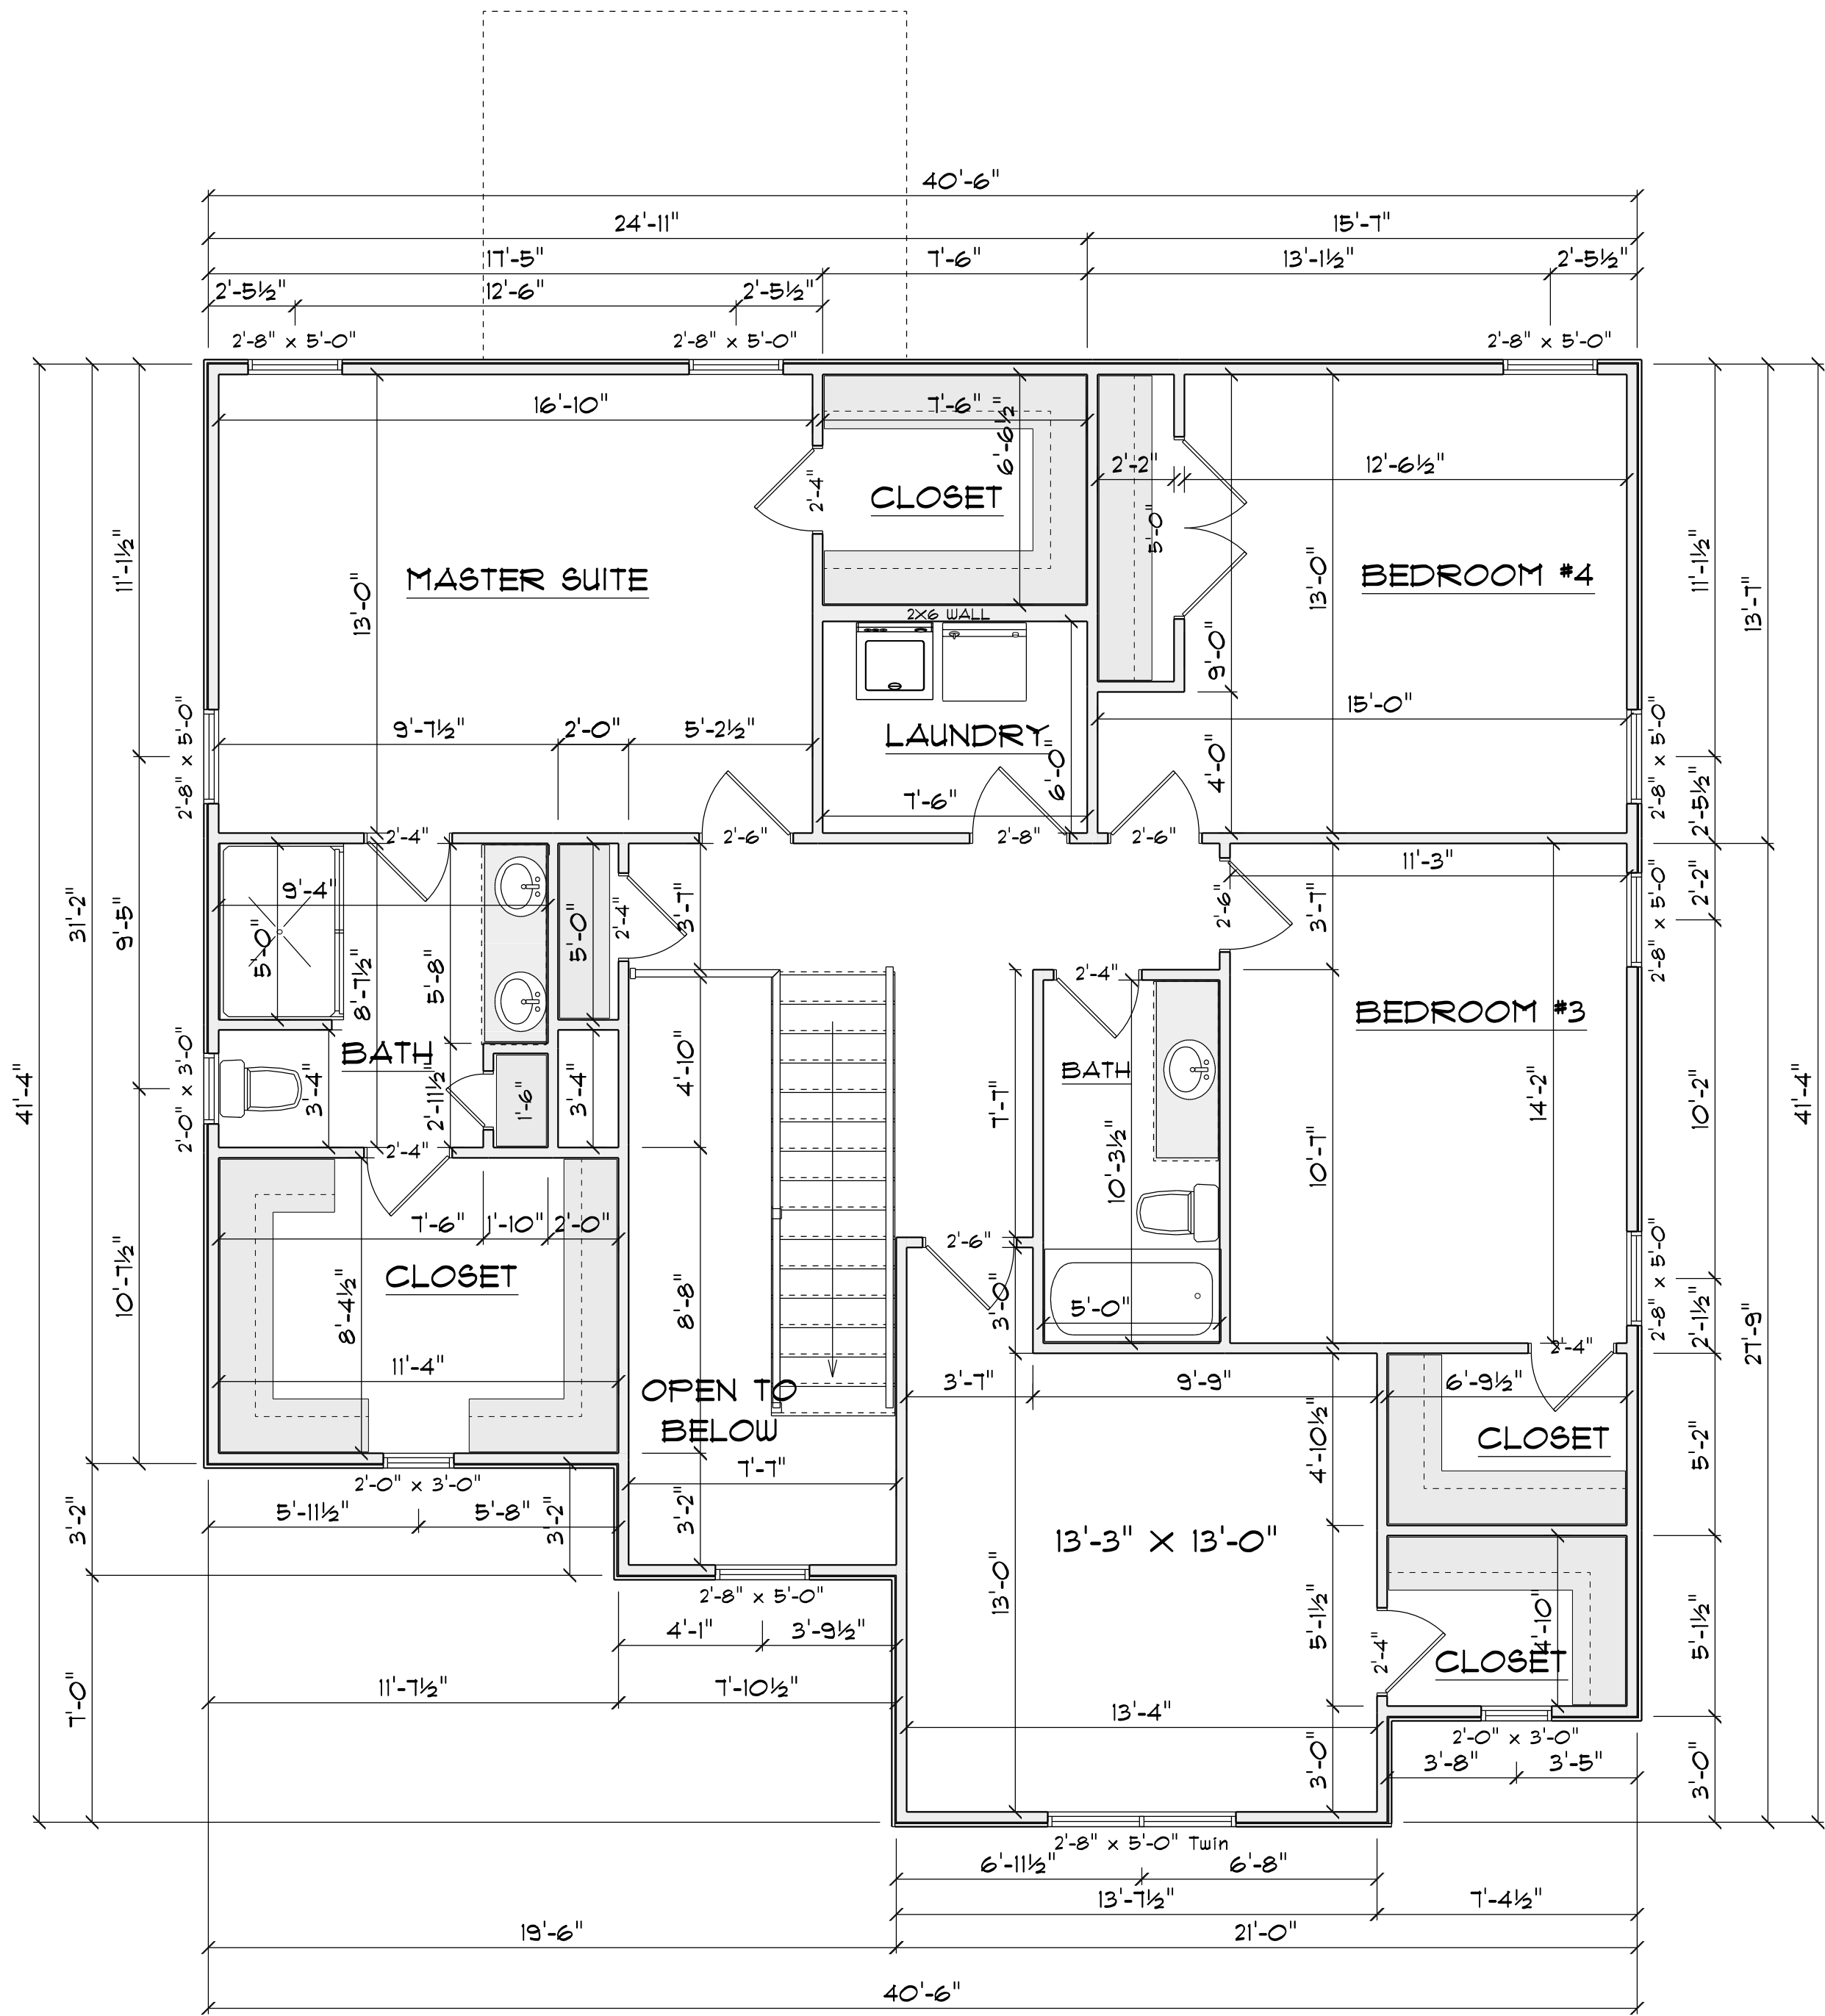 40'-6"
24'-11" 15'-7"
17'-5" 7'-6" 13'-1½" 2'-5½"
2'-5½" 12'-6" 2'-5½"
2'-8" x 5'-0" 2'-8" x 5'-0" 2'-8" x 5'-0"
16'-10" 7'-6"
6'-6½"
2'-2" 12'-6½"
2'-4" CLOSET
5'-0"
11'-1½" 13'-0" MASTER SUITE 13'-0" BEDROOM #4 11'-1½" 13'-7"
2X6 WALL
9'-0"
15'-0"
2'-8" x 5'-0" 9'-7½" 2'-0" 5'-2½" LAUNDRY 6'-0" 4'-0" 2'-8" x 5'-0" 2'-5½"
7'-6"
2'-4" 2'-6" 2'-8" 2'-6"
11'-3"
9'-4" 2'-4" 3'-7" 2'-6" 3'-7" 2'-8" x 5'-0" 2'-2"
31'-2" 9'-5" 5'-0" 8'-7½" 5'-8" 5'-0"
2'-4"
BEDROOM #3
BATH BATH
41'-4" 2'-0" x 3'-0" 3'-4" 2'-11½" 1'-6" 3'-4" 4'-10" 7'-7" 14'-2" 10'-2" 41'-4"
2'-4" 10'-3½" 10'-7"
7'-6" 1'-10" 2'-0" 2'-6"
CLOSET
10'-7½" 8'-4½" 8'-8" 3'-0" 5'-0" 2'-8" x 5'-0" 2'-1½" 27'-9"
2'-4"
11'-4" 3'-7" 9'-9" 6'-9½"
OPEN TO
BELOW
CLOSET
4'-10½" 5'-2"
7'-7"
2'-0" x 3'-0"
3'-2" 5'-11½" 5'-8" 3'-2" 3'-2"
13'-3" X 13'-0"
2'-8" x 5'-0" 13'-0"
4'-1" 3'-9½" 5'-1½" 2'-4" 4'-10" 5'-1½"
CLOSET
7'-0" 11'-7½" 7'-10½"
13'-4"
2'-0" x 3'-0"
3'-0" 3'-8" 3'-5" 3'-0"
2'-8" x 5'-0" Twin
6'-11½" 6'-8"
13'-7½" 7'-4½"
19'-6" 21'-0"
40'-6"